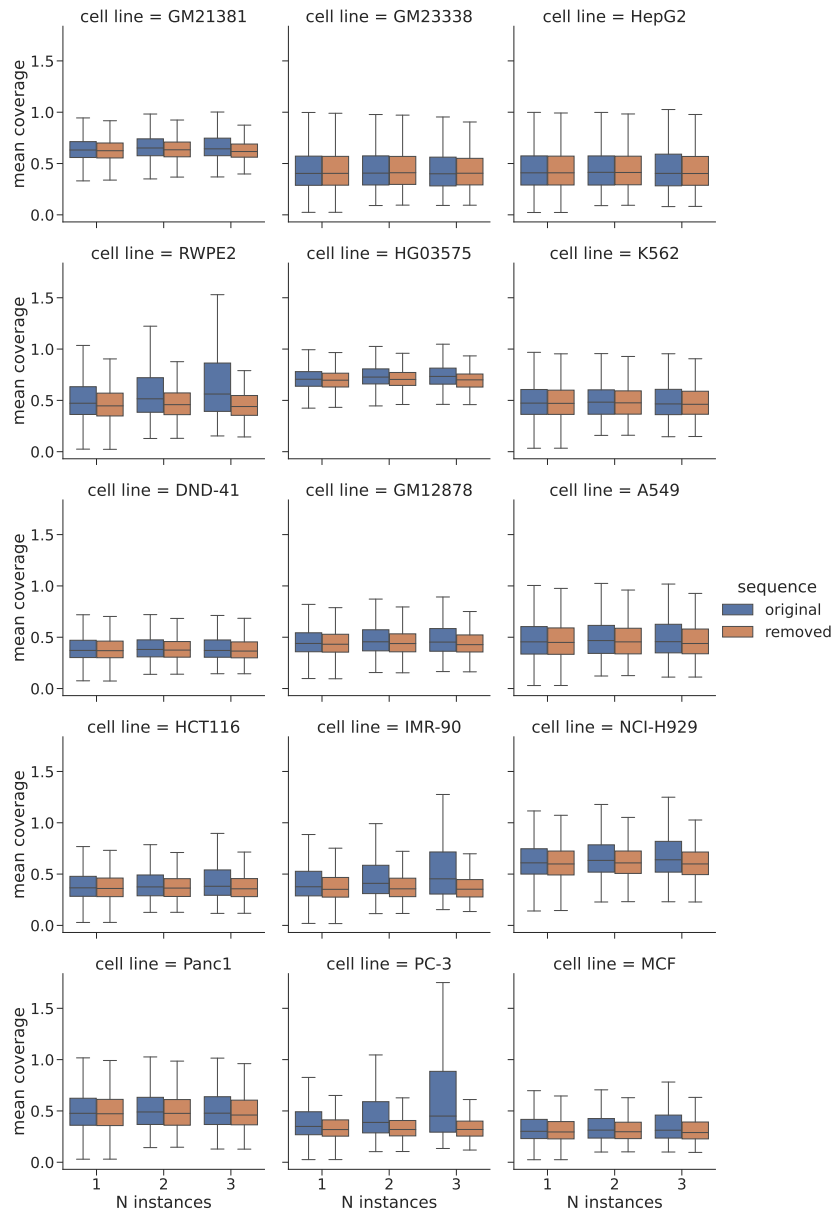 cell line = GM21381
cell line = GM23338
cell line = HepG2
mean coverage
1.5
1.0
0.5
0.0
cell line = RWPE2
cell line = HG03575
cell line = K562
mean coverage
1.5
1.0
0.5
0.0
cell line = DND-41
cell line = GM12878
cell line = A549
mean coverage
1.5
1.0
0.5
0.0
sequence
original
removed
cell line = HCT116
cell line = IMR-90
cell line = NCI-H929
mean coverage
1.5
1.0
0.5
0.0
cell line = Panc1
cell line = PC-3
cell line = MCF
mean coverage
1.5
1.0
0.5
0.0
1 2 3
N instances
1 2 3
N instances
1 2 3
N instances